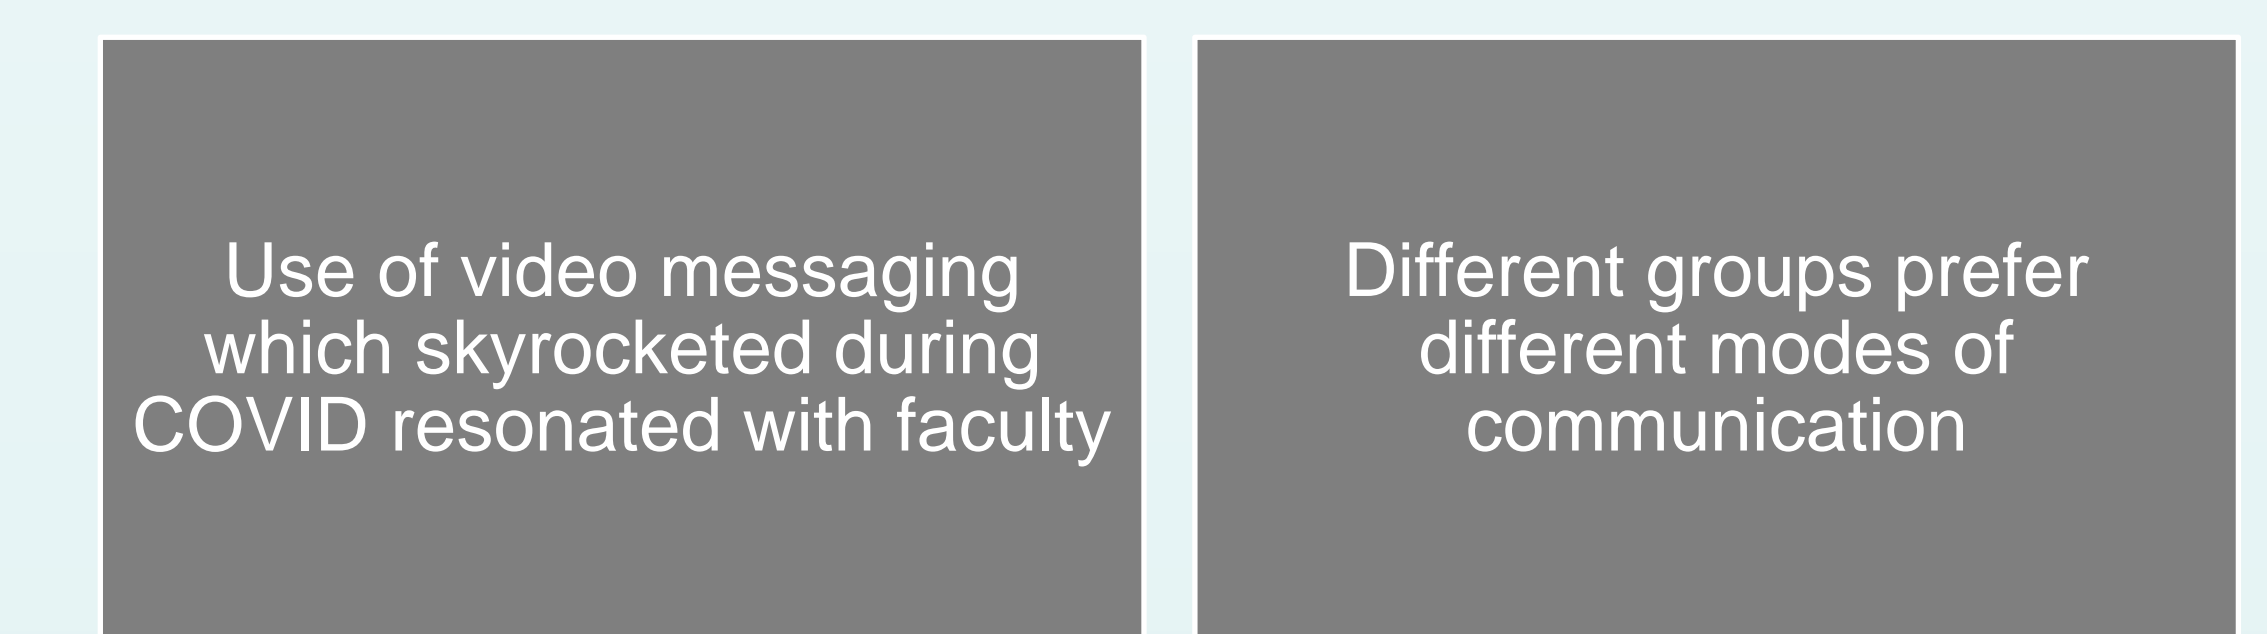 Use of video messaging
which skyrocketed during
COVID resonated with faculty
Different groups prefer
different modes of
communication